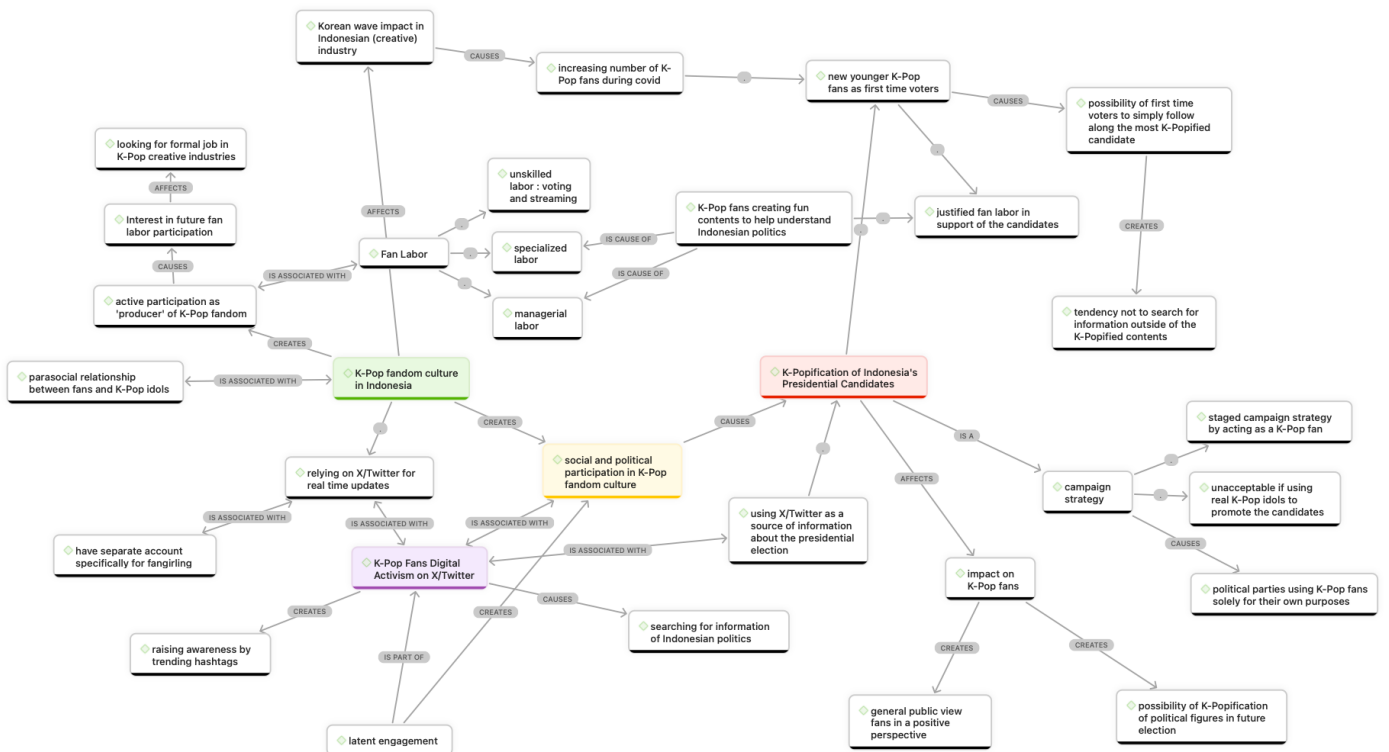 Korean wave impact in
Indonesian (creative)
industry
CAUSES
increasing number of K-
Pop fans during covid
.
new younger K-Pop
fans as first time voters
CAUSES
possibility of first time
voters to simply follow
along the most K-Popified
candidate
looking for formal job in
K-Pop creative industries
AFFECTS
Interest in future fan
labor participation
CAUSES
active participation as
'producer' of K-Pop fandom
IS ASSOCIATED WITH
AFFECTS
Fan Labor
.
unskilled
labor : voting
and streaming
.
specialized
labor
.
managerial
labor
IS CAUSE OF
IS CAUSE OF
K-Pop fans creating fun
contents to help understand
Indonesian politics
.
.
.
justified fan labor in
support of the candidates
CREATES
tendency not to search for
information outside of the
K-Popified contents
CREATES
parasocial relationship
between fans and K-Pop idols
IS ASSOCIATED WITH
K-Pop fandom culture
in Indonesia
K-Popification of Indonesia's
Presidential Candidates
.
CREATES
CAUSES
social and political
participation in K-Pop
fandom culture
.
IS A
staged campaign strategy
by acting as a K-Pop fan
.
campaign
strategy
.
unacceptable if using
real K-Pop idols to
promote the candidates
CAUSES
political parties using K-Pop fans
solely for their own purposes
relying on X/Twitter for
real time updates
IS ASSOCIATED WITH
have separate account
specifically for fangirling
IS ASSOCIATED WITH
IS ASSOCIATED WITH
using X/Twitter as a
source of information
about the presidential
election
IS ASSOCIATED WITH
AFFECTS
K-Pop Fans Digital
Activism on X/Twitter
impact on
K-Pop fans
CREATES
raising awareness by
trending hashtags
CREATES
CAUSES
searching for information
of Indonesian politics
IS PART OF
latent engagement
CREATES
general public view
fans in a positive
perspective
CREATES
possibility of K-Popification
of political figures in future
election